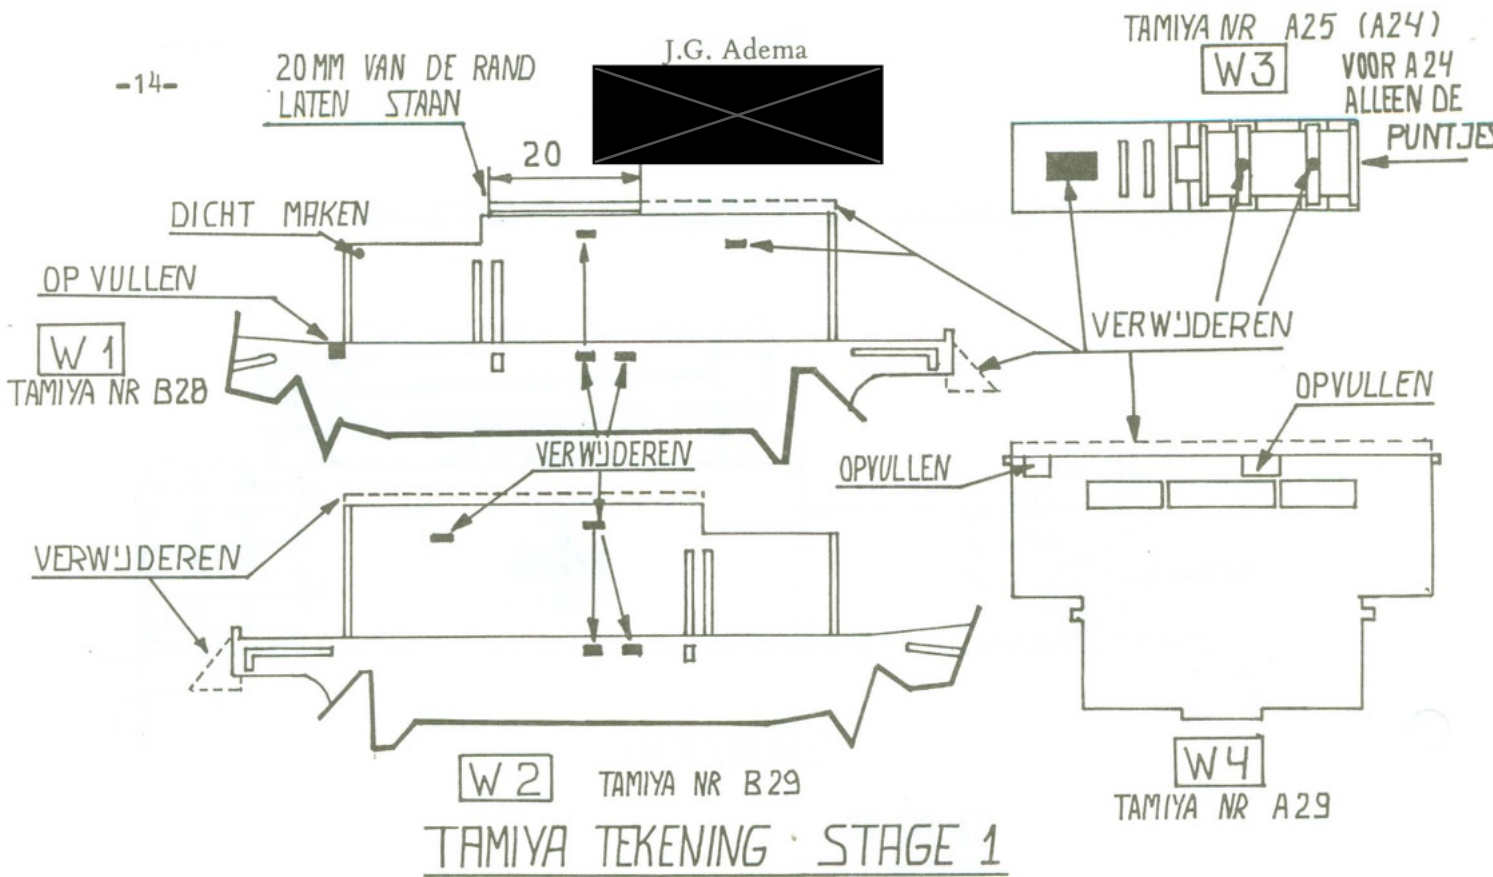 -14-
J.G. Adema
20 MM VAN DE RAND
LATEN STAAN
20
DICHT MAKEN
OP VULLEN
W 1
TAMIYA NR B28
TAMIYA NR A25 (A24)
W3
VOOR A24
ALLEEN DE
PUNTJES
VERWIJDEREN
OPVULLEN
OPVULLEN
VERWIJDEREN
VERWIJDEREN
W 2
TAMIYA NR B29
W4
TAMIYA NR A29
TAMIYA TEKENING STAGE 1